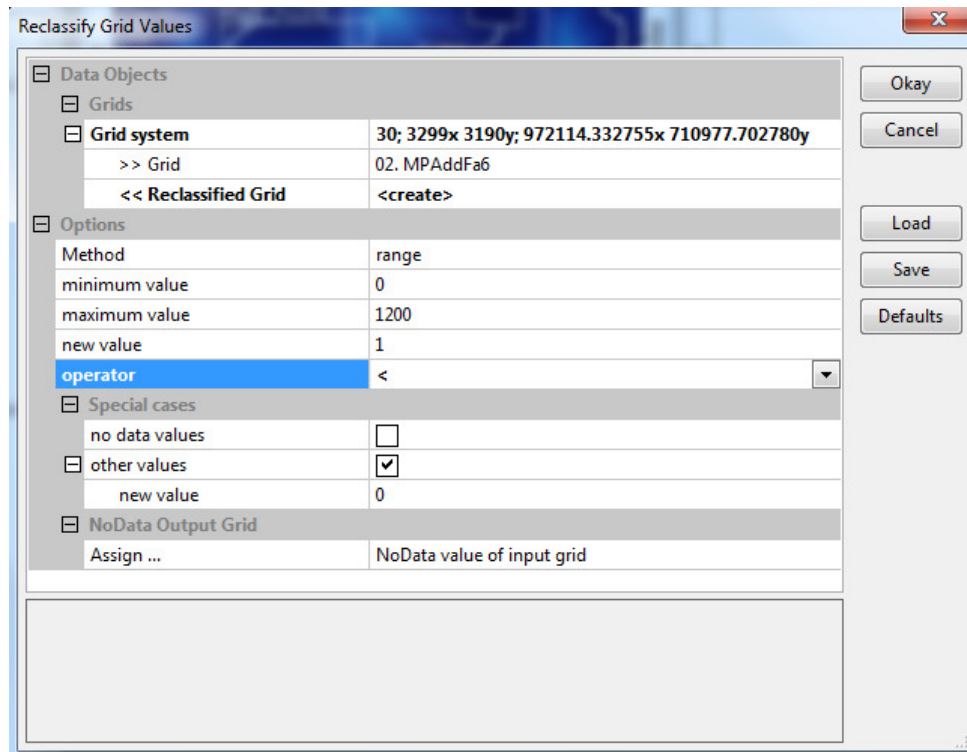 Reclassify Grid Values
Data Objects
Grids
Grid system 30; 3299x 3190y; 972114.332755x 710977.702780y
>> Grid 02. MPAddFa6
<< Reclassified Grid <create>
Options
Method range
minimum value 0
maximum value 1200
new value 1
operator <
Special cases
no data values
other values
new value 0
NoData Output Grid
Assign ... NoData value of input grid
Okay
Cancel
Load
Save
Defaults